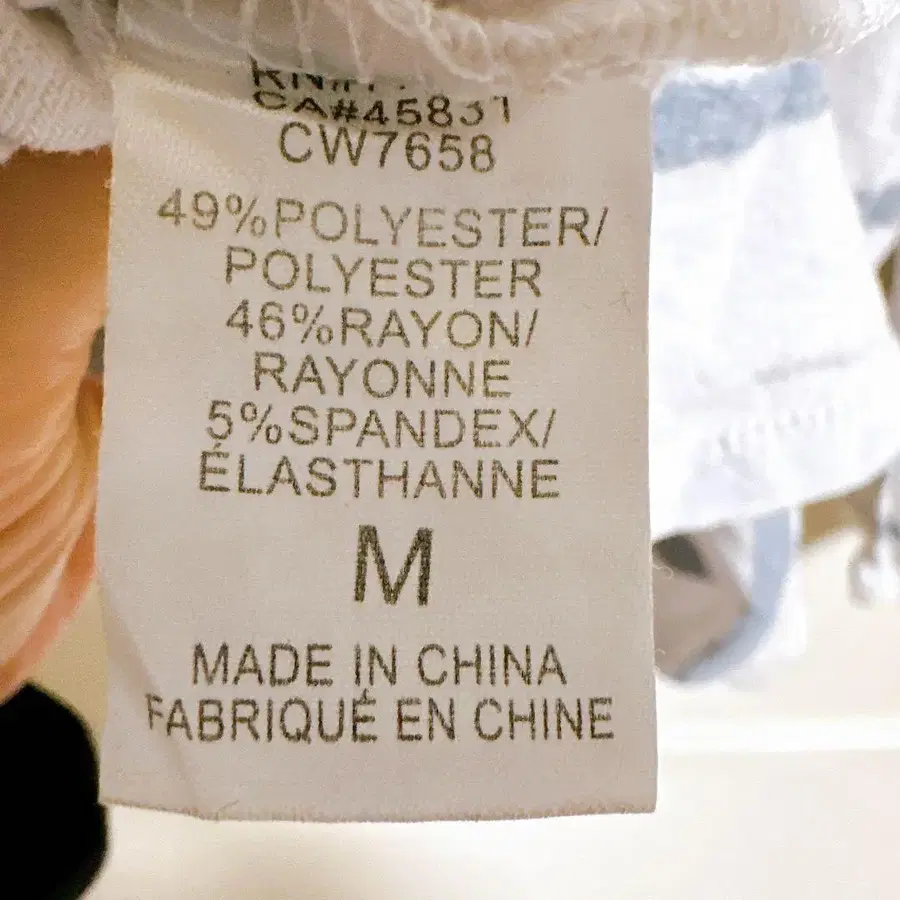 CA#45831
CW7658
49%POLYESTER/
POLYESTER
46%RAYON/
RAYONNE
5%SPANDEX/
ÉLASTHANNE
M
MADE IN CHINA
FABRIQUÉ EN CHINE